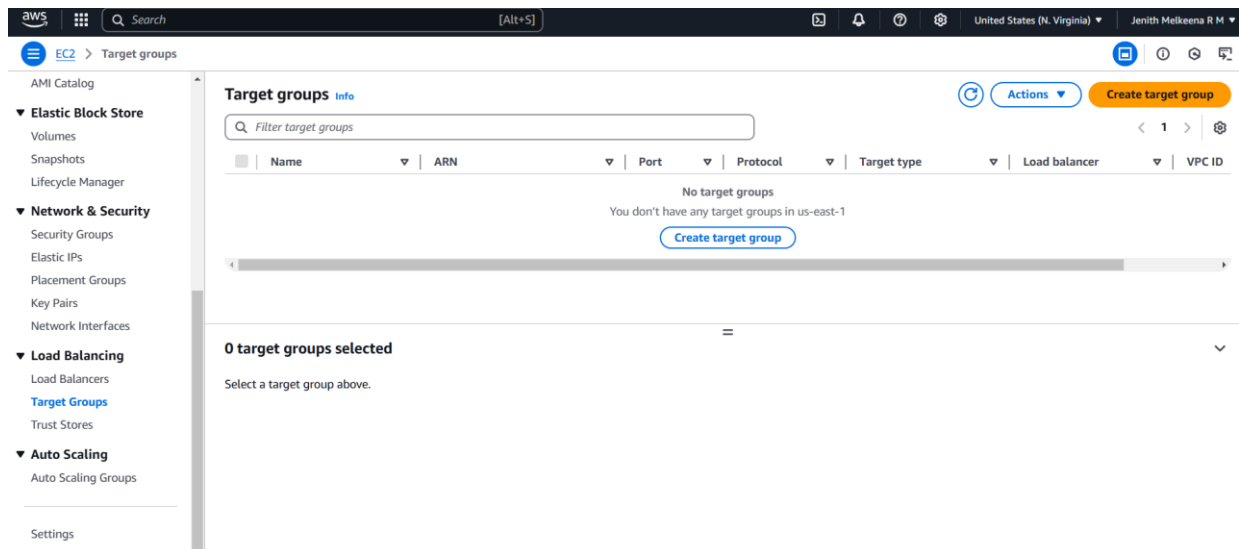 aws
Search [Alt+S] United States (N. Virginia) Jenith Melkeena R M
EC2 > Target groups
AMI Catalog
Elastic Block Store
Volumes
Snapshots
Lifecycle Manager
Network & Security
Security Groups
Elastic IPs
Placement Groups
Key Pairs
Network Interfaces
Load Balancing
Load Balancers
Target Groups
Trust Stores
Auto Scaling
Auto Scaling Groups
Settings
Target groups Info
Actions Create target group
Filter target groups
1
Name ARN Port Protocol Target type Load balancer VPC ID
No target groups
You don't have any target groups in us-east-1
Create target group
0 target groups selected
Select a target group above.